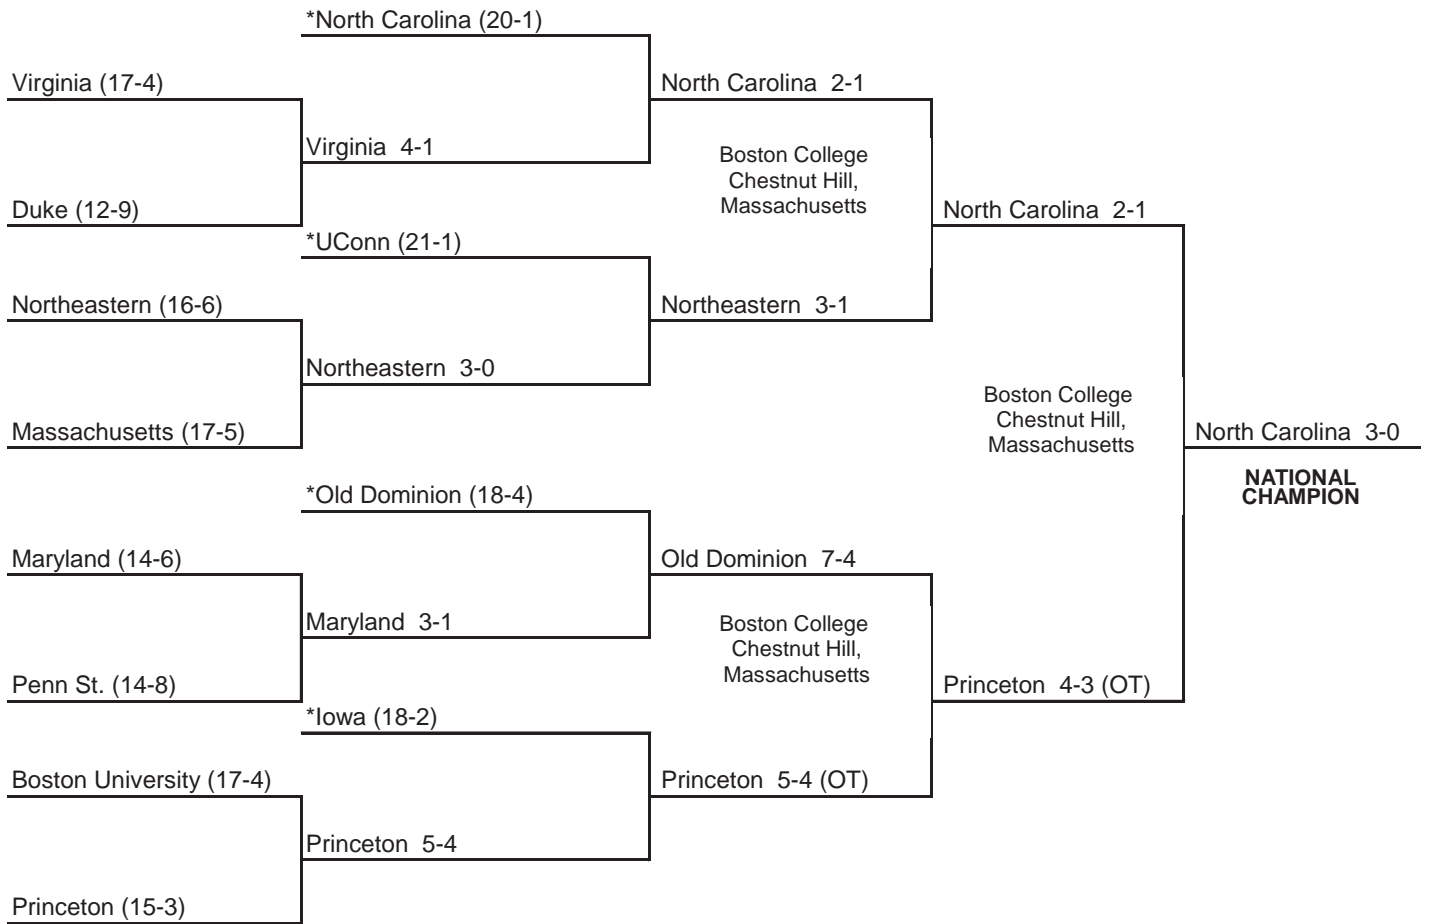 *North Carolina (20-1)
Virginia (17-4)
North Carolina 2-1
Virginia 4-1
Boston College
Chestnut Hill,
Massachusetts
Duke (12-9)
North Carolina 2-1
*UConn (21-1)
Northeastern (16-6)
Northeastern 3-1
Northeastern 3-0
Boston College
Chestnut Hill,
Massachusetts
Massachusetts (17-5)
North Carolina 3-0
NATIONAL
CHAMPION
*Old Dominion (18-4)
Maryland (14-6)
Old Dominion 7-4
Maryland 3-1
Boston College
Chestnut Hill,
Massachusetts
Penn St. (14-8)
Princeton 4-3 (OT)
*Iowa (18-2)
Boston University (17-4)
Princeton 5-4 (OT)
Princeton 5-4
Princeton (15-3)